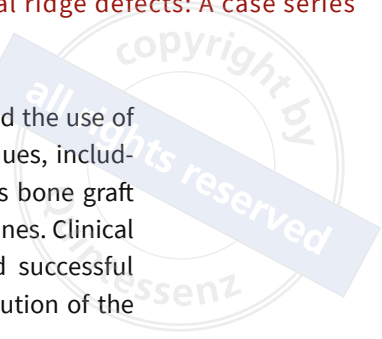 al ridge defects: A case series
d the use of
ues, includ-
s bone graft
nes. Clinical
d successful
ution of the
copyright by
all rights reserved
Quintessenz